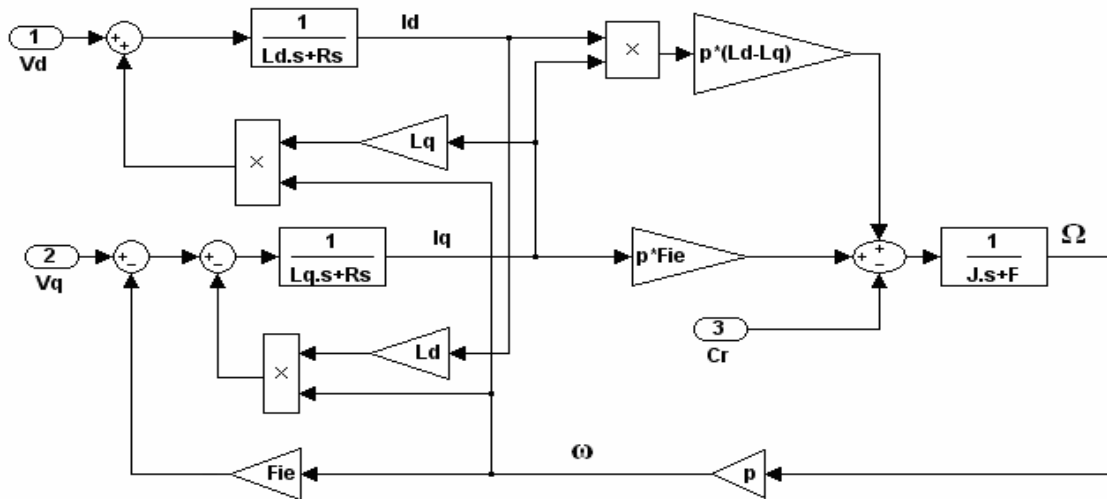 1
Vd
1
Ld.s+Rs
Id
×
p*(Ld-Lq)
+
+
×
Lq
2
Vq
+
−
+
−
1
Lq.s+Rs
Iq
p*Fie
+
+
−
1
J.s+F
Ω
3
Cr
×
Ld
Fie
ω
p